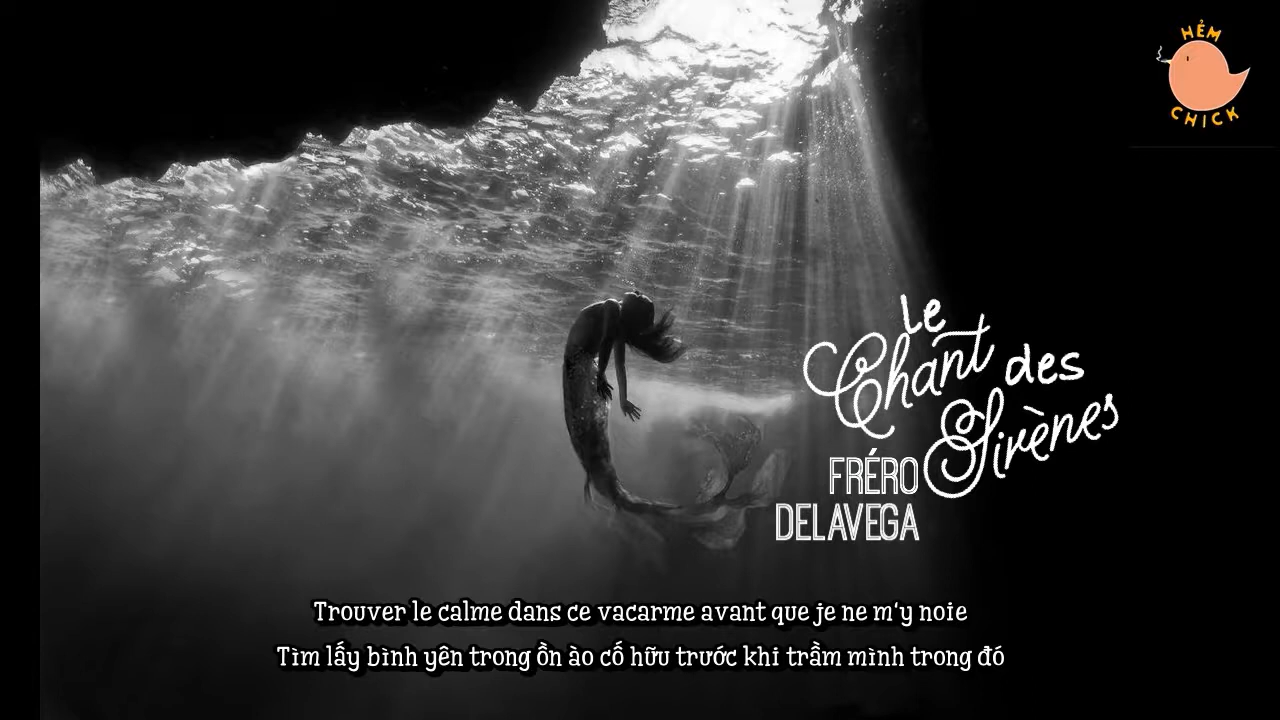 HẺM
CHICK
le
Chant des
Sirènes
FRÉRO
DELAVEGA
Trouver le calme dans ce vacarme avant que je ne m'y noie
Tìm lấy bình yên trong ồn ào cố hữu trước khi trầm mình trong đó